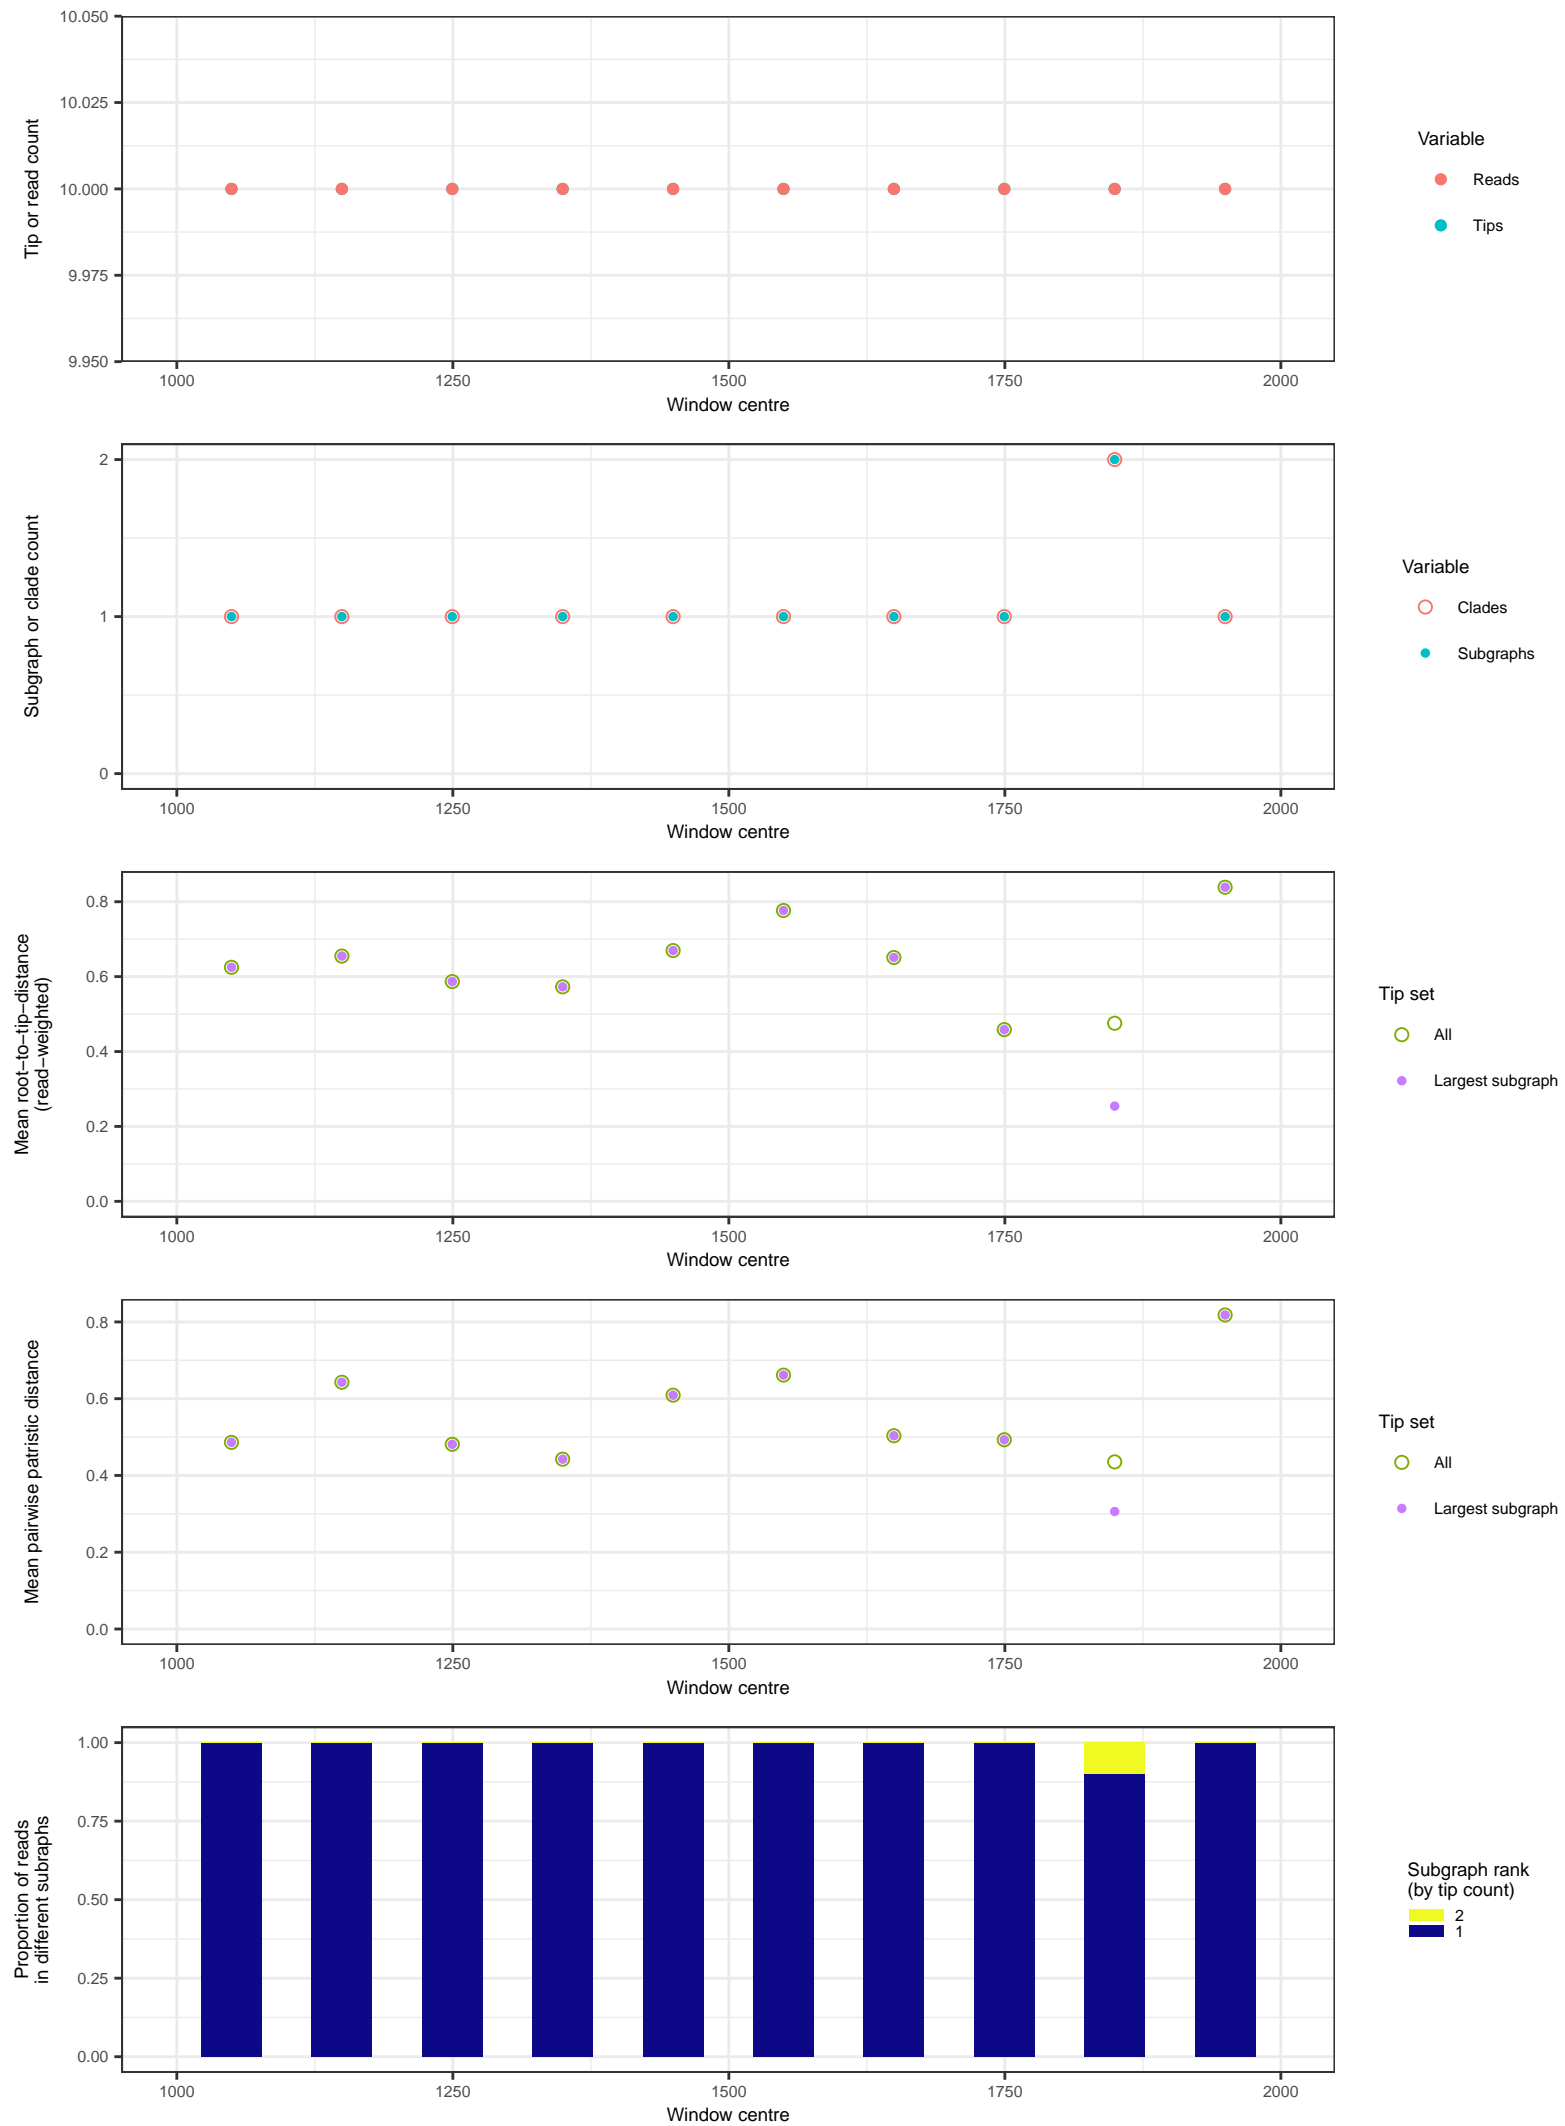 10.050
10.025
10.000
9.975
9.950
Tip or read count
1000 1250 1500 1750 2000
Window centre
Variable
Reads
Tips
2
1
0
Subgraph or clade count
1000 1250 1500 1750 2000
Window centre
Variable
Clades
Subgraphs
0.8
0.6
0.4
0.2
0.0
Mean root−to−tip−distance
(read−weighted)
1000 1250 1500 1750 2000
Window centre
Tip set
All
Largest subgraph
0.8
0.6
0.4
0.2
0.0
Mean pairwise patristic distance
1000 1250 1500 1750 2000
Window centre
Tip set
All
Largest subgraph
1.00
0.75
0.50
0.25
0.00
Proportion of reads
in different subraphs
1000 1250 1500 1750 2000
Window centre
Subgraph rank
(by tip count)
2
1